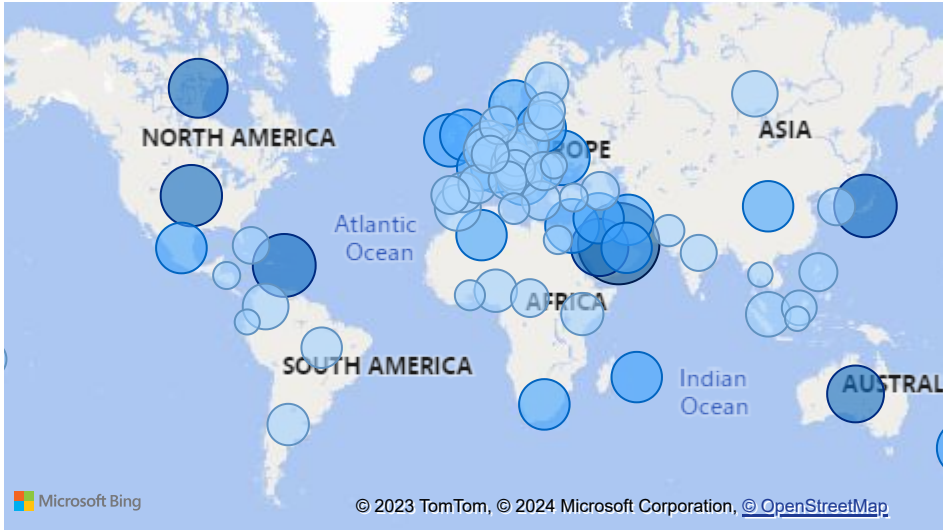 NORTH AMERICA
ASIA
OPE
Atlantic
Ocean
AFRICA
SOUTH AMERICA
Indian
Ocean
AUSTRAL
Microsoft Bing
© 2023 TomTom, © 2024 Microsoft Corporation, © OpenStreetMap